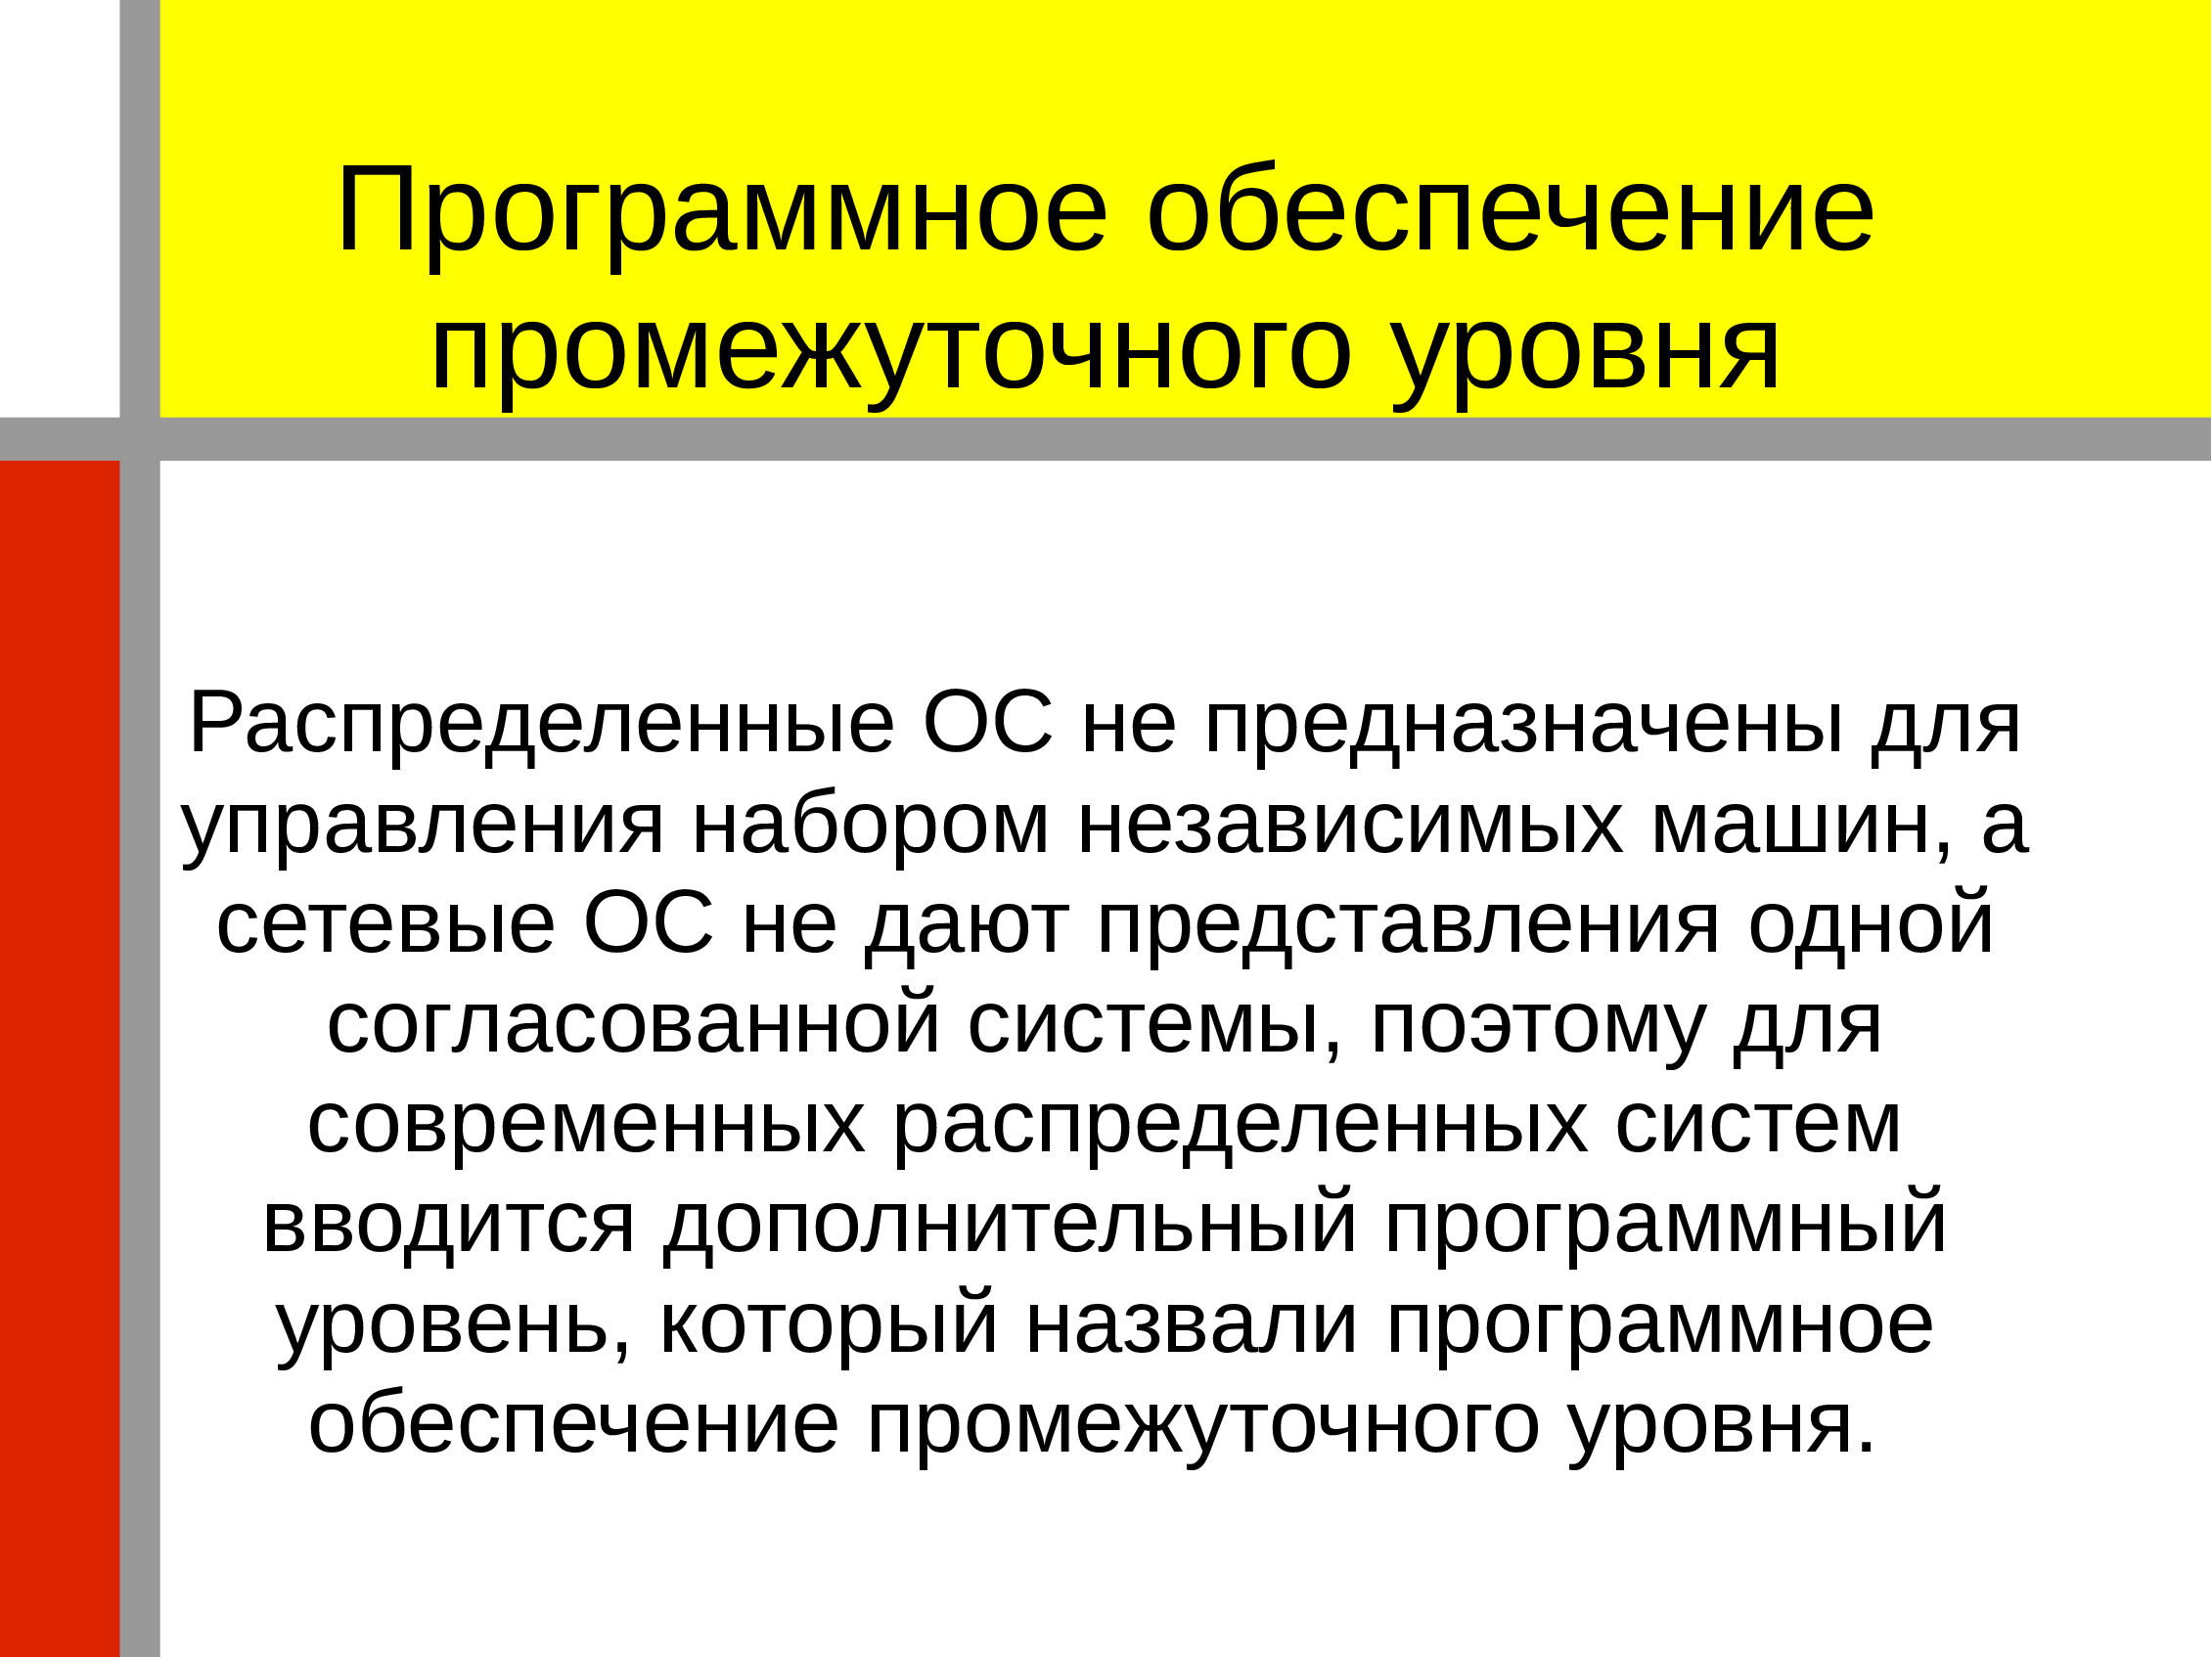 Программное обеспечение
промежуточного уровня
Распределенные ОС не предназначены для
управления набором независимых машин, а
сетевые ОС не дают представления одной
согласованной системы, поэтому для
современных распределенных систем
вводится дополнительный программный
уровень, который назвали программное
обеспечение промежуточного уровня.